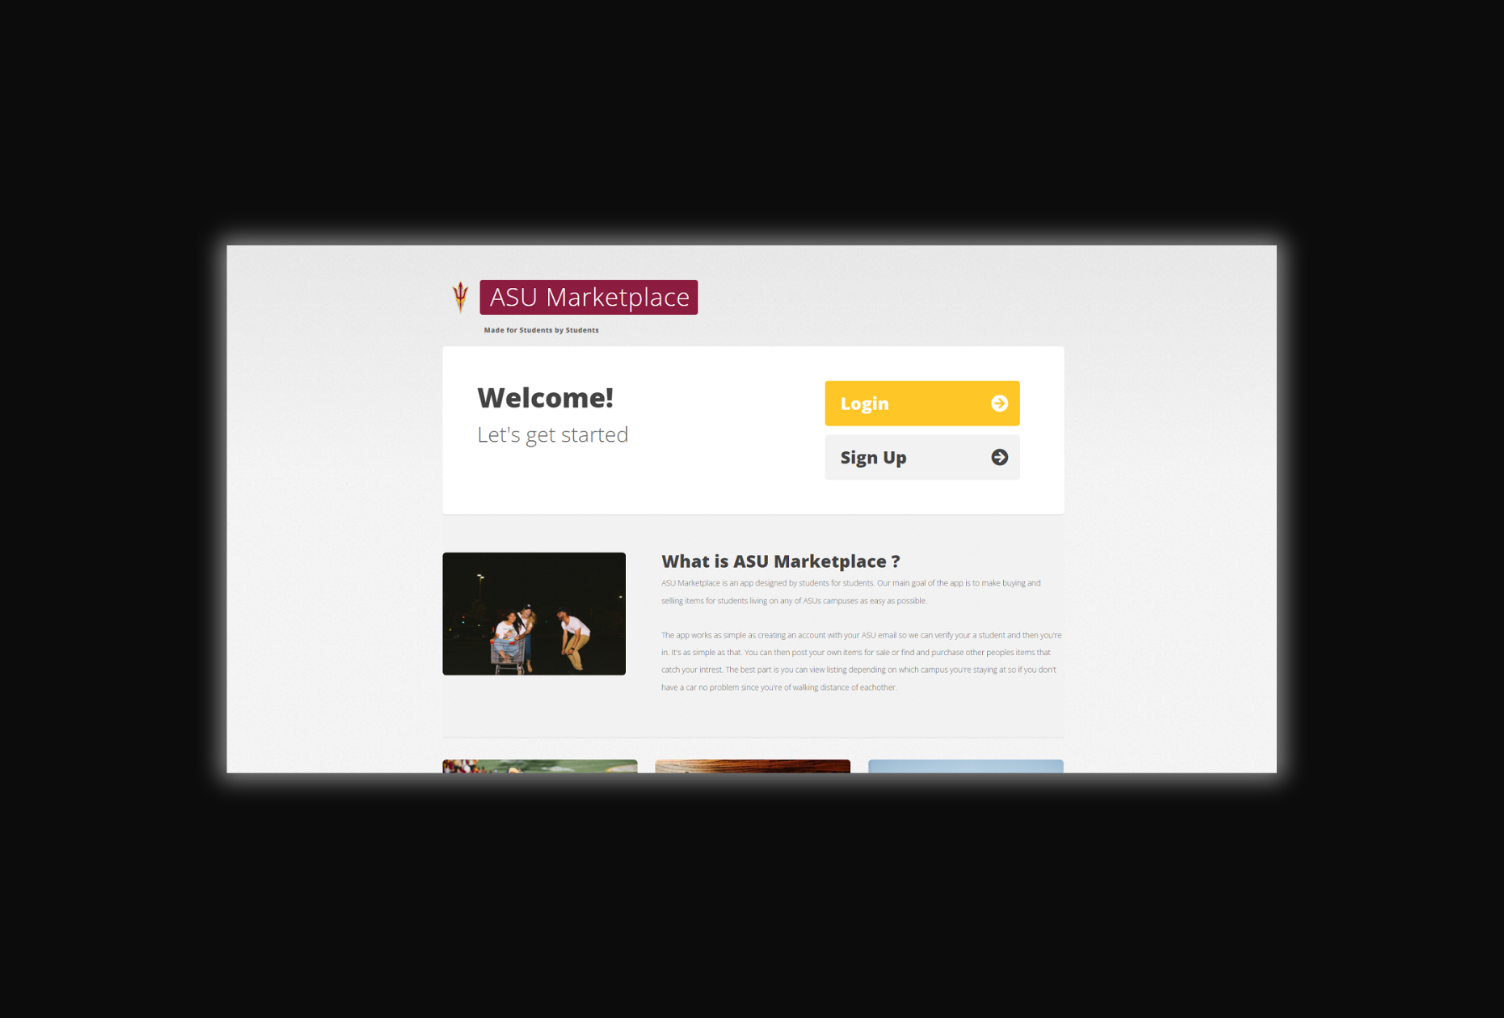 ASU Marketplace
Made for Students by Students
Welcome!
Let's get started
Login
Sign Up
What is ASU Marketplace ?
ASU Marketplace is an app designed by students for students. Our main goal of the app is to make buying and
selling items for students living on any of ASUs campuses as easy as possible.
The app works as simple as creating an account with your ASU email so we can verify your a student and then you're
in. It's as simple as that. You can then post your own items for sale or find and purchase other peoples items that
catch your intrest. The best part is you can view listing depending on which campus you're staying at so if you don't
have a car no problem since you're of walking distance of eachother.